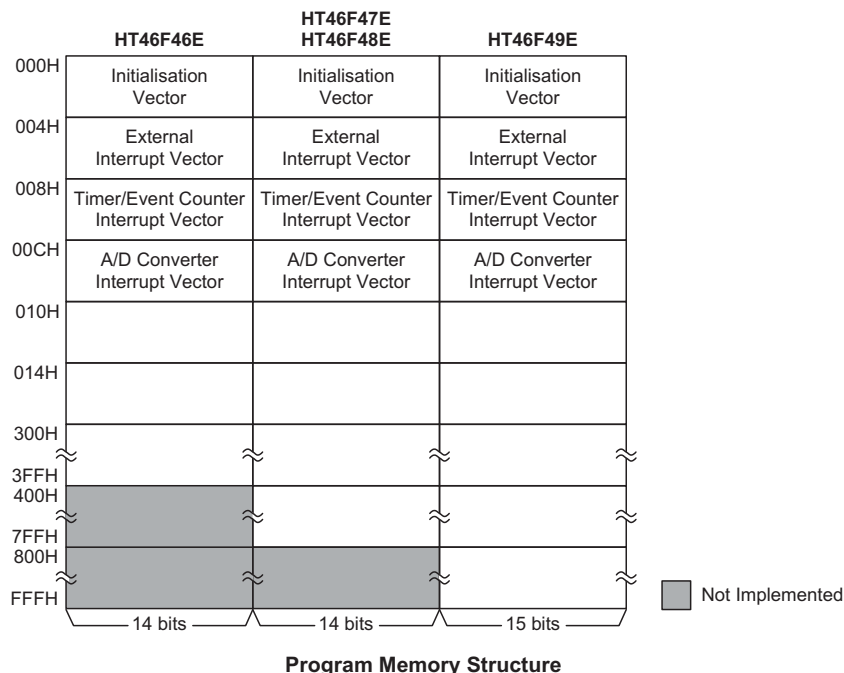 HT46F46E
HT46F47E
HT46F48E
HT46F49E
000H
Initialisation
Vector
Initialisation
Vector
Initialisation
Vector
004H
External
Interrupt Vector
External
Interrupt Vector
External
Interrupt Vector
008H
Timer/Event Counter
Interrupt Vector
Timer/Event Counter
Interrupt Vector
Timer/Event Counter
Interrupt Vector
00CH
A/D Converter
Interrupt Vector
A/D Converter
Interrupt Vector
A/D Converter
Interrupt Vector
010H
014H
300H
3FFH
400H
7FFH
800H
FFFH
Not Implemented
14 bits
14 bits
15 bits
Program Memory Structure